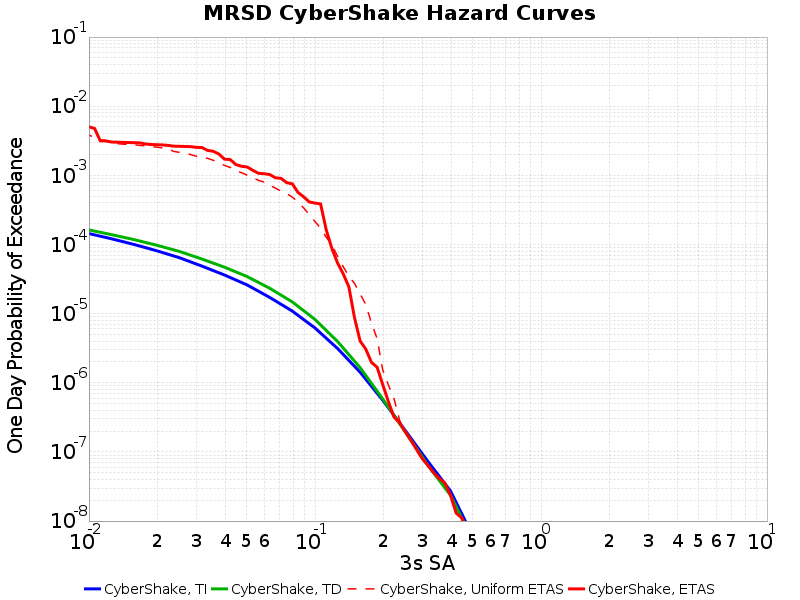 MRSD CyberShake Hazard Curves
One Day Probability of Exceedance
10^-1
10^-2
10^-3
10^-4
10^-5
10^-6
10^-7
10^-8
10^-2 2 3 4 5 6 10^-1 2 3 4 5 6 7 10^0 2 3 4 5 6 7 10^1
3s SA
CyberShake, TI CyberShake, TD CyberShake, Uniform ETAS CyberShake, ETAS